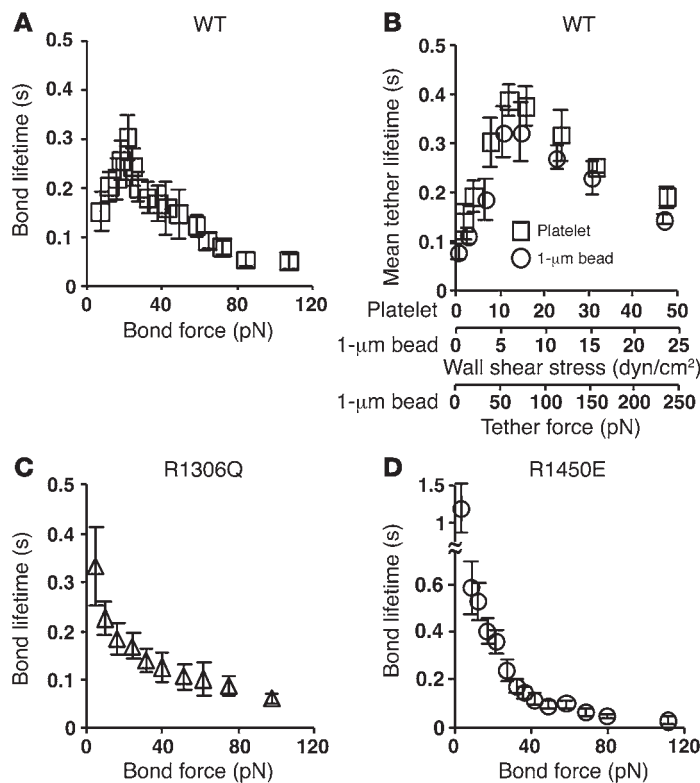 A
WT
Bond lifetime (s)
0.5
0.4
0.3
0.2
0.1
0
0 40 80 120
Bond force (pN)
B
WT
Mean tether lifetime (s)
0.5
0.4
0.3
0.2
0.1
0
Platelet
1-μm bead
Platelet 0 10 20 30 40 50
1-μm bead 0 5 10 15 20 25
Wall shear stress (dyn/cm²)
1-μm bead 0 50 100 150 200 250
Tether force (pN)
C
R1306Q
Bond lifetime (s)
0.5
0.4
0.3
0.2
0.1
0
0 40 80 120
Bond force (pN)
D
R1450E
Bond lifetime (s)
1.5
1
0.6
0.4
0.2
0
0 40 80 120
Bond force (pN)